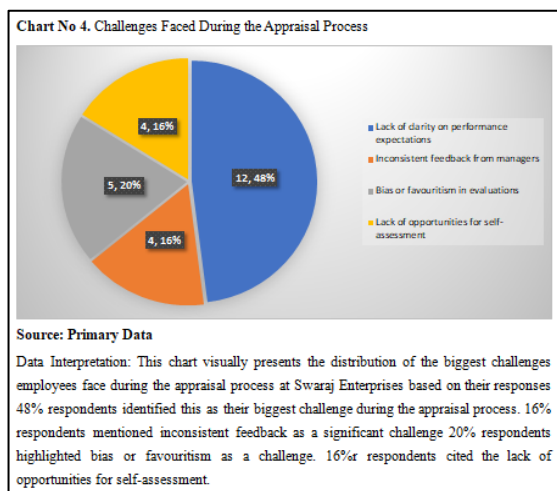 Chart No 4. Challenges Faced During the Appraisal Process
4, 16%
12, 48%
5, 20%
4, 16%
Lack of clarity on performance
expectations
Inconsistent feedback from managers
Bias or favouritism in evaluations
Lack of opportunities for self-
assessment
Source: Primary Data
Data Interpretation: This chart visually presents the distribution of the biggest challenges
employees face during the appraisal process at Swaraj Enterprises based on their responses
48% respondents identified this as their biggest challenge during the appraisal process. 16%
respondents mentioned inconsistent feedback as a significant challenge 20% respondents
highlighted bias or favouritism as a challenge. 16%r respondents cited the lack of
opportunities for self-assessment.